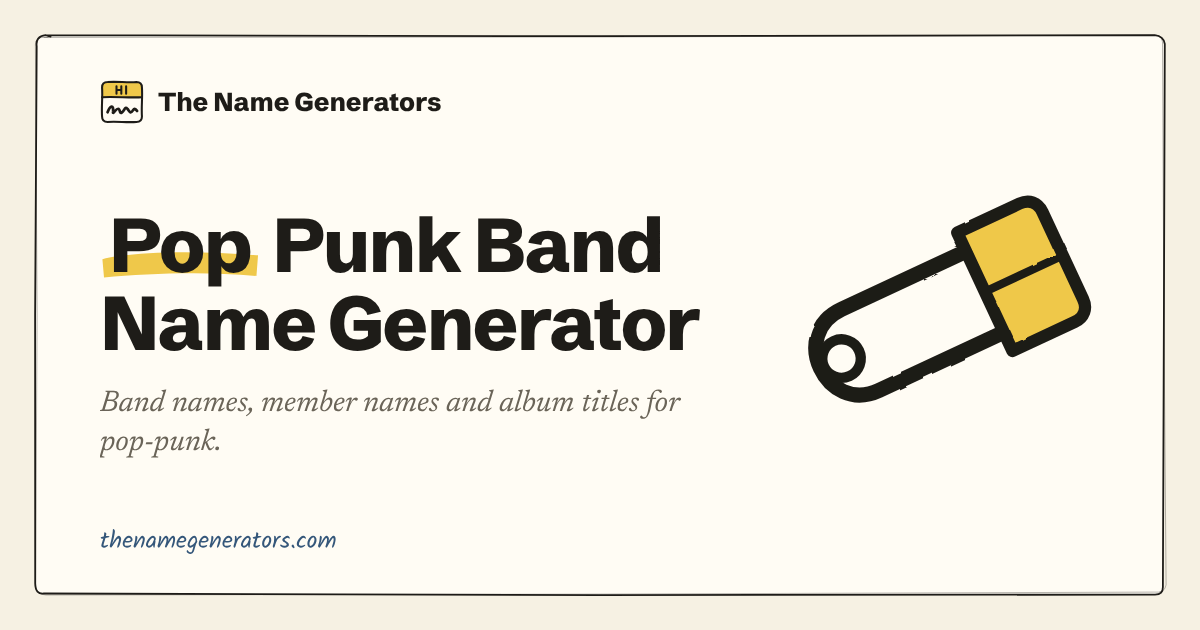 HI
The Name Generators
Pop Punk Band
Name Generator
Band names, member names and album titles for
pop-punk.
thenamegenerators.com